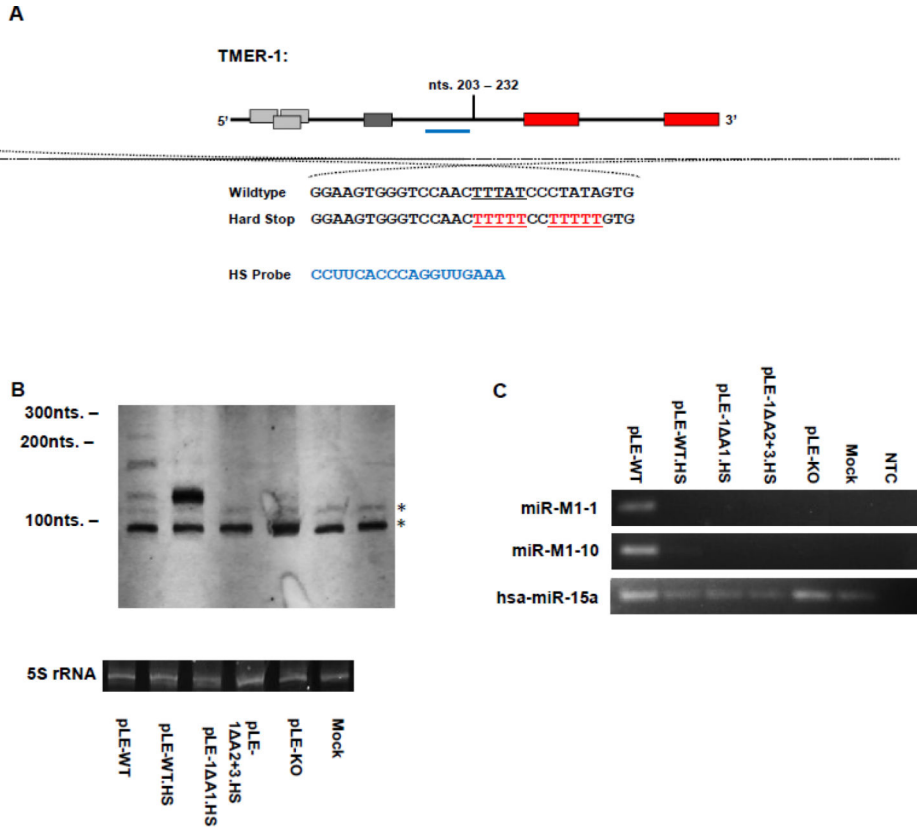 A
TMER-1:
nts. 203 – 232
5' 3'
Wildtype GGAAGTGGGTCCAACTTTATCCCTATAGTG
Hard Stop GGAAGTGGGTCCAACTTTTTCCTTTTTGTG
HS Probe CCUUCACCCAGGUUGAAA
B
300nts. –
200nts. –
100nts. –
*
*
5S rRNA
pLE-WT
pLE-WT.HS
pLE-1ΔA1.HS
pLE-
1ΔA2+3.HS
pLE-KO
Mock
C
pLE-WT
pLE-WT.HS
pLE-1ΔA1.HS
pLE-1ΔA2+3.HS
pLE-KO
Mock
NTC
miR-M1-1
miR-M1-10
hsa-miR-15a